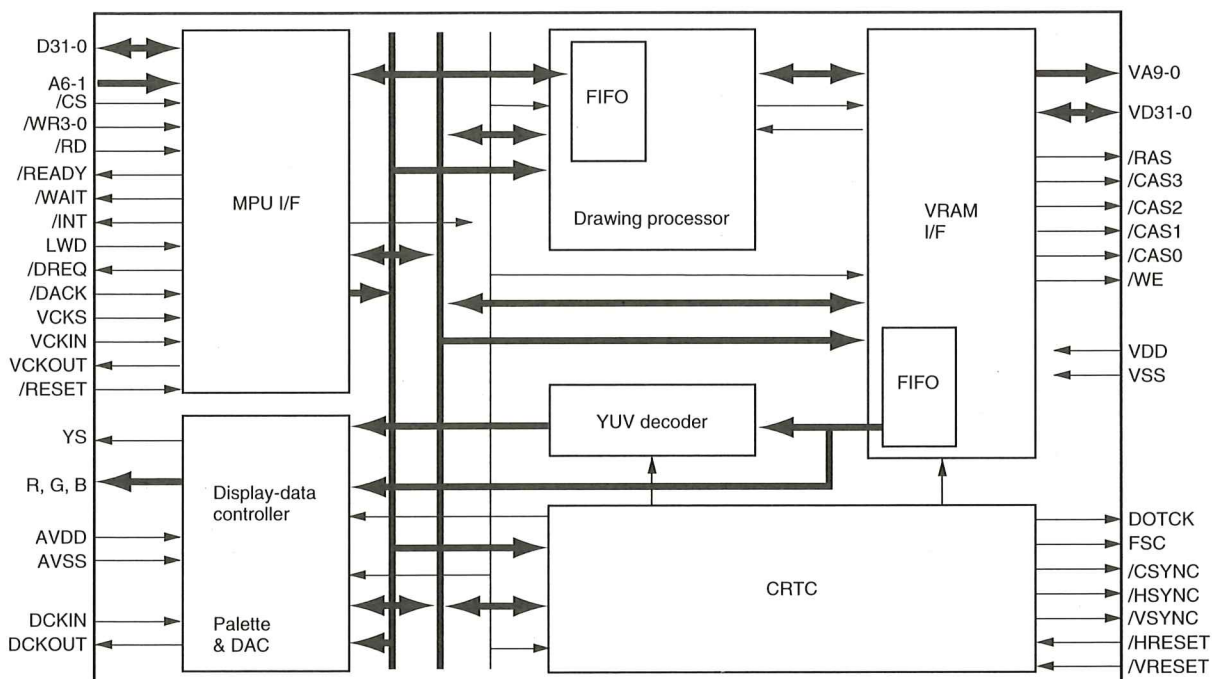 D31-0
A6-1
/CS
/WR3-0
/RD
/READY
/WAIT
/INT
LWD
/DREQ
/DACK
VCKS
VCKIN
VCKOUT
/RESET
YS
R, G, B
AVDD
AVSS
DCKIN
DCKOUT
MPU I/F
Display-data
controller
Palette
& DAC
FIFO
Drawing processor
YUV decoder
CRTC
VRAM
I/F
FIFO
VA9-0
VD31-0
/RAS
/CAS3
/CAS2
/CAS1
/CAS0
/WE
VDD
VSS
DOTCK
FSC
/CSYNC
/HSYNC
/VSYNC
/HRESET
/VRESET